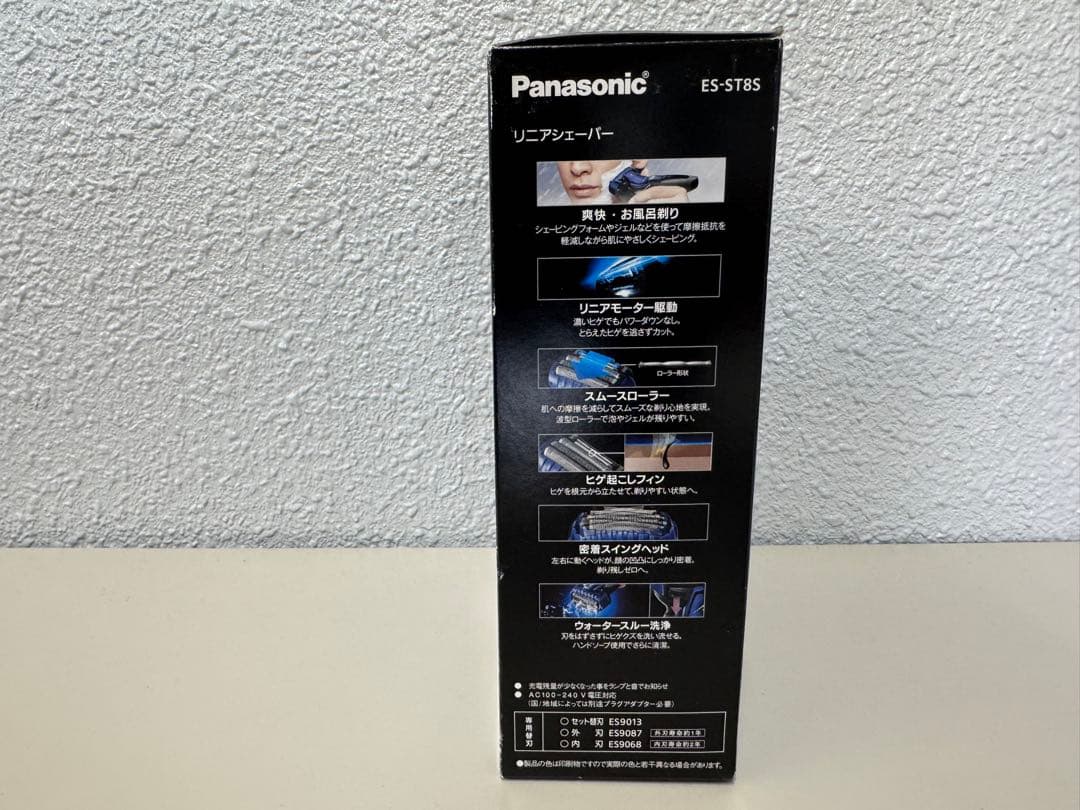 Panasonic®
ES-ST8S
リニアシェーバー
爽快・お風呂剃り
シェービングフォームやジェルなどを使って摩擦抵抗を
軽減しながら肌にやさしくシェービング。
リニアモーター駆動
濃いヒゲでもパワーダウンなし。
とらえたヒゲを逃さずカット。
ローラー形状
スムースローラー
肌への摩擦を減らしてスムーズな剃り心地を実現。
波型ローラーで泡やジェルが残りやすい。
ヒゲ起こしフィン
ヒゲを根元から立たせて、剃りやすい状態へ。
密着スイングヘッド
左右に動くヘッドが、顔の凹凸にしっかり密着。
剃り残しゼロへ。
ウォータースルー洗浄
刃をはずさずにヒゲクズを洗い流せる。
ハンドソープ使用でさらに清潔。
● 充電残量が少なくなった事をランプと音でお知らせ
● AC100-240 V 電圧対応
(国/地域によっては別途プラグアダプター必要)
専用替刃
○セット替刃 ES9013
○外 刃 ES9087 外刃寿命約1年
○内 刃 ES9068 内刃寿命約2年
●製品の色は印刷物ですので実際の色と若干異なる場合があります。